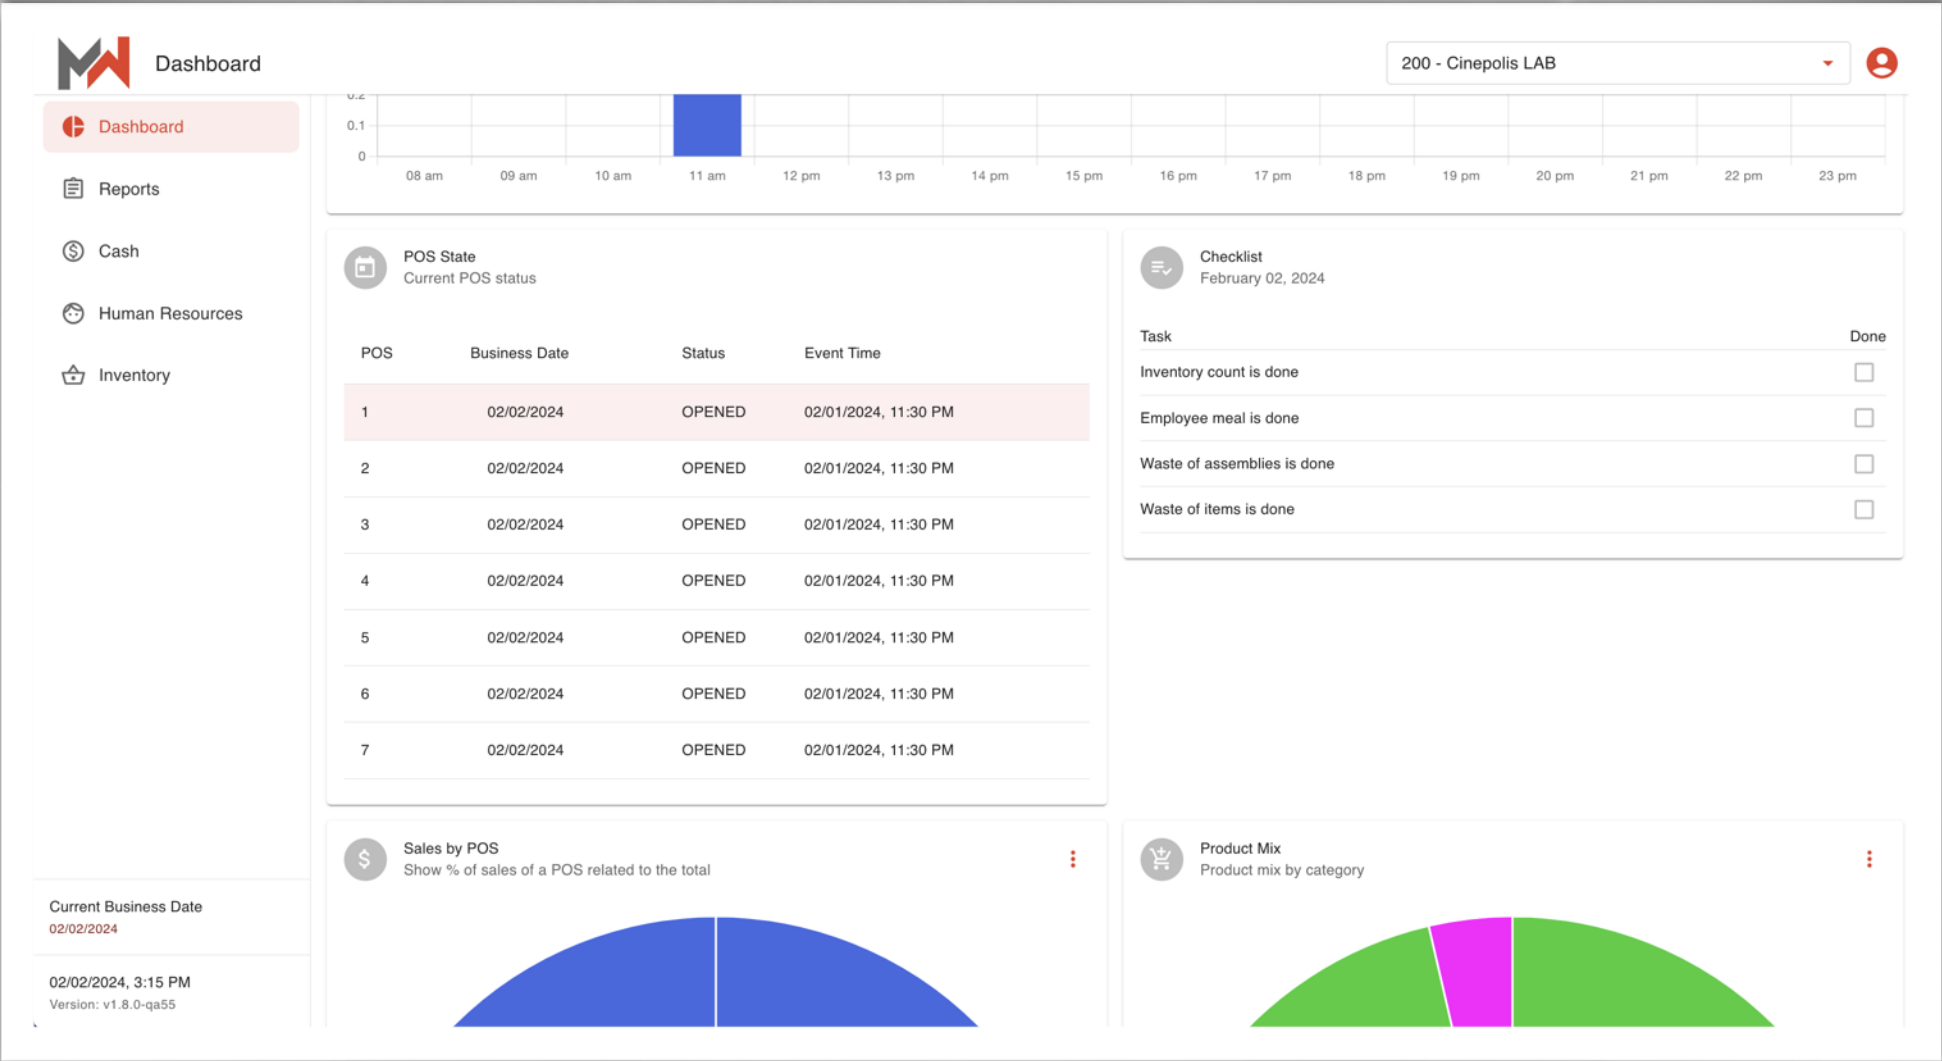 Dashboard
200 - Cinepolis LAB
Dashboard
Reports
Cash
Human Resources
Inventory
Current Business Date
02/02/2024
02/02/2024, 3:15 PM
Version: v1.8.0-qa55
0.2
0.1
0
08 am 09 am 10 am 11 am 12 pm 13 pm 14 pm 15 pm 16 pm 17 pm 18 pm 19 pm 20 pm 21 pm 22 pm 23 pm
POS State
Current POS status
POS Business Date Status Event Time
1 02/02/2024 OPENED 02/01/2024, 11:30 PM
2 02/02/2024 OPENED 02/01/2024, 11:30 PM
3 02/02/2024 OPENED 02/01/2024, 11:30 PM
4 02/02/2024 OPENED 02/01/2024, 11:30 PM
5 02/02/2024 OPENED 02/01/2024, 11:30 PM
6 02/02/2024 OPENED 02/01/2024, 11:30 PM
7 02/02/2024 OPENED 02/01/2024, 11:30 PM
Checklist
February 02, 2024
Task Done
Inventory count is done
Employee meal is done
Waste of assemblies is done
Waste of items is done
Sales by POS
Show % of sales of a POS related to the total
Product Mix
Product mix by category